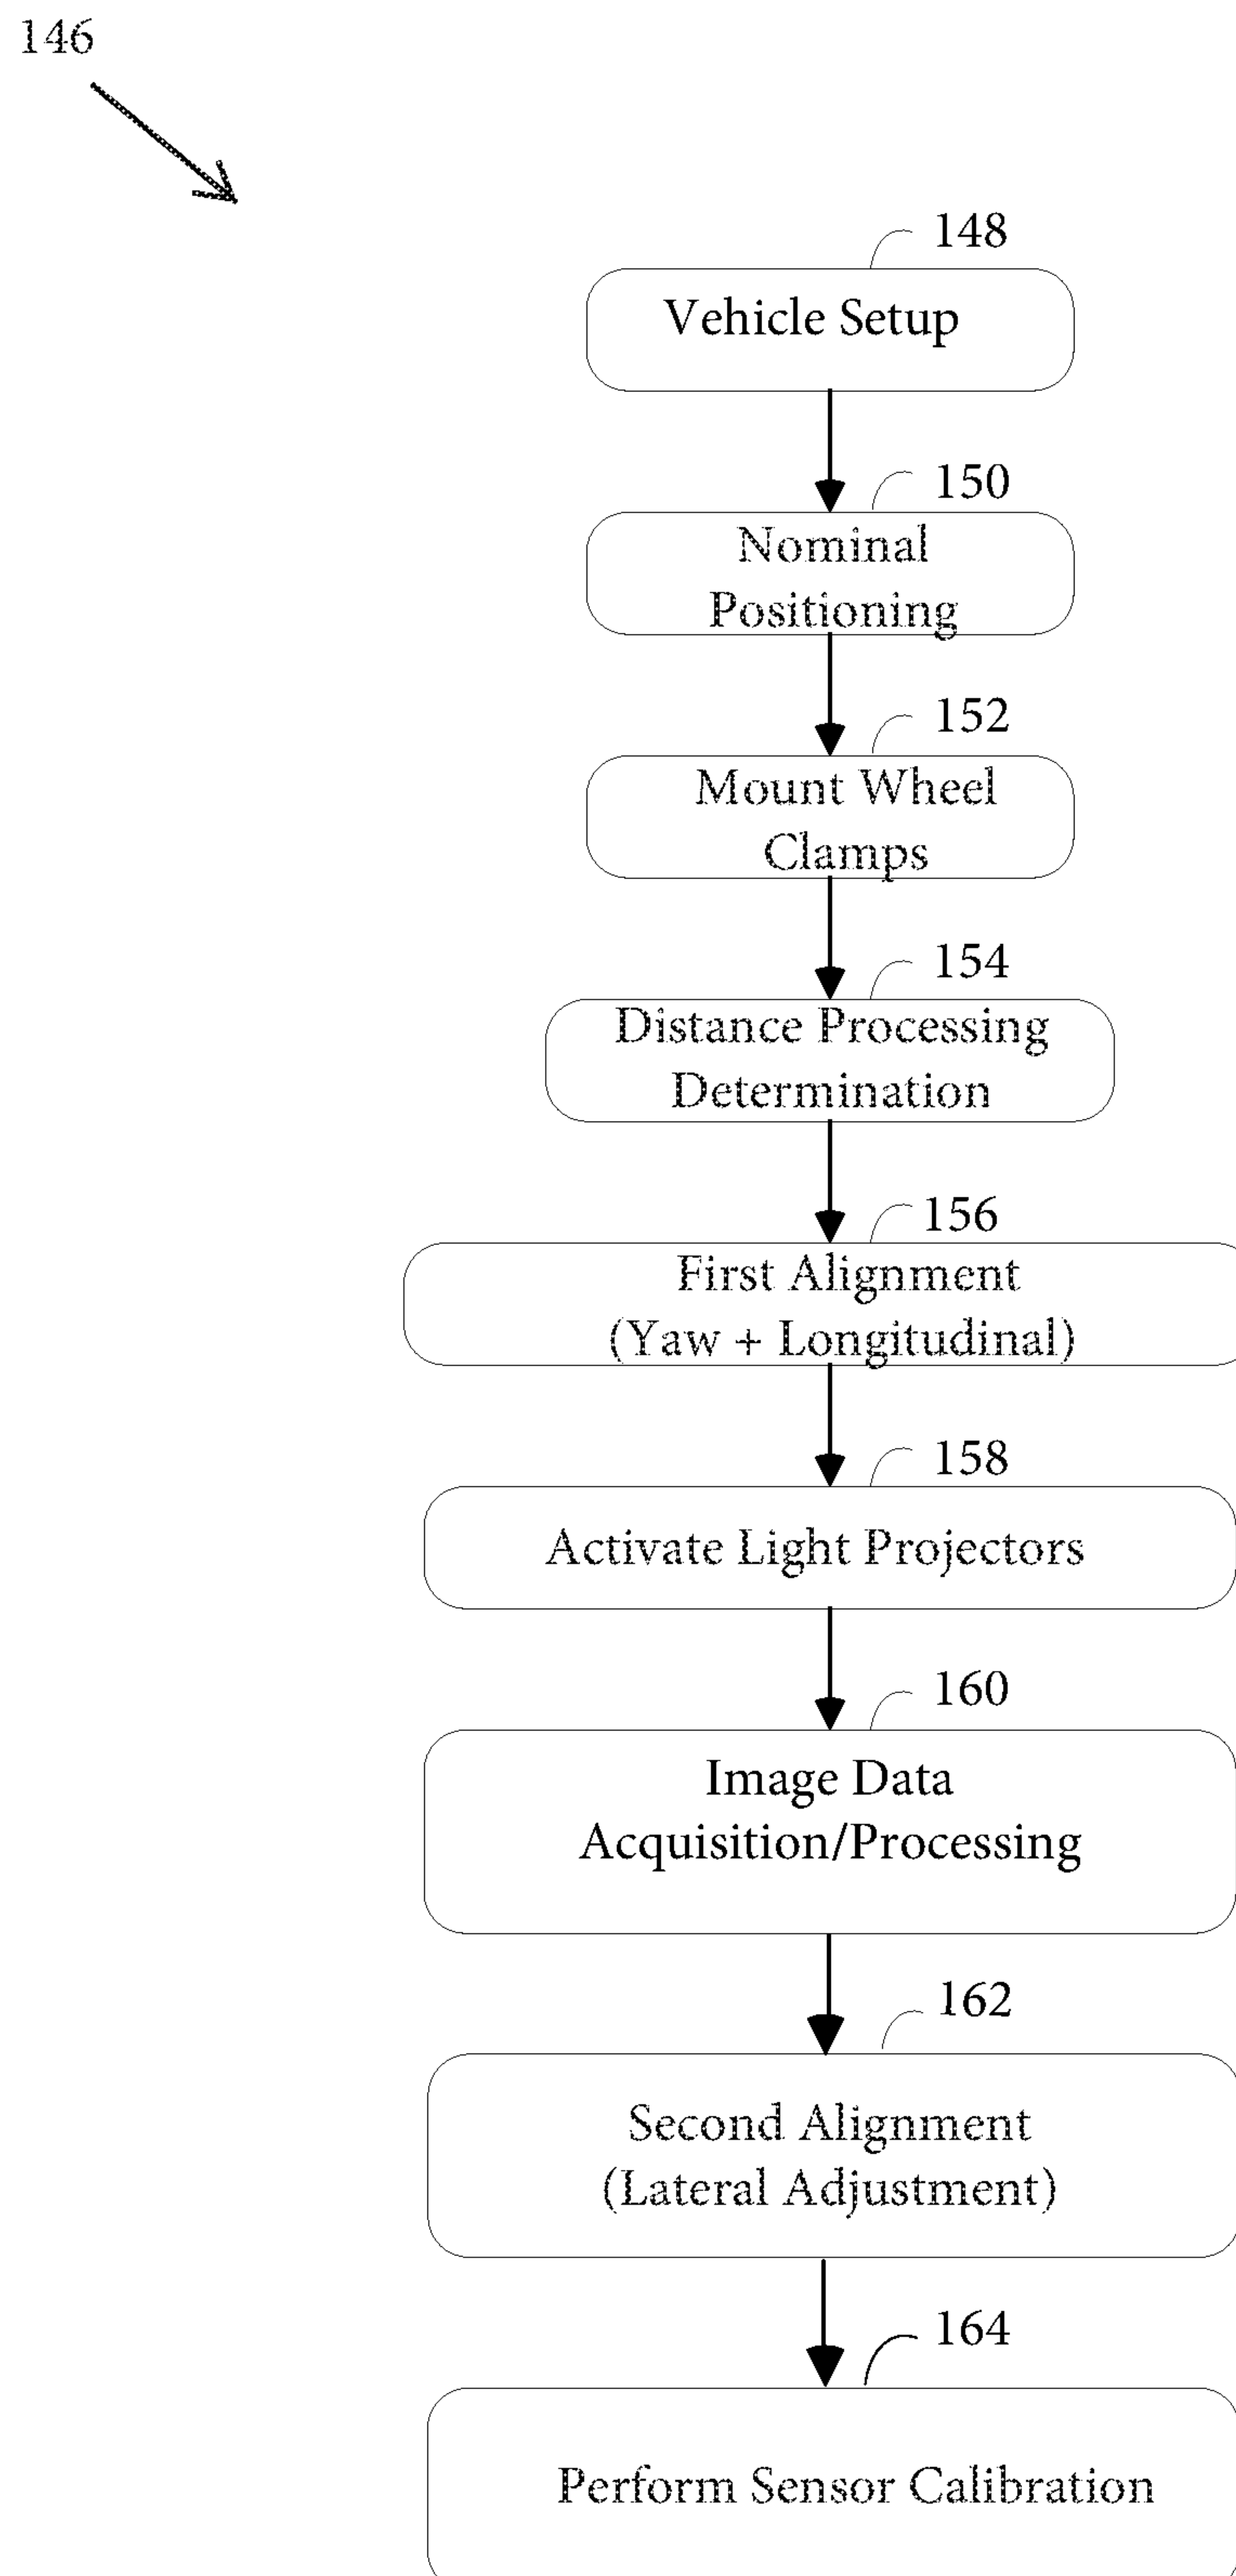 146
148
Vehicle Setup
150
Nominal
Positioning
152
Mount Wheel
Clamps
154
Distance Processing
Determination
156
First Alignment
(Yaw + Longitudinal)
158
Activate Light Projectors
160
Image Data
Acquisition/Processing
162
Second Alignment
(Lateral Adjustment)
164
Perform Sensor Calibration